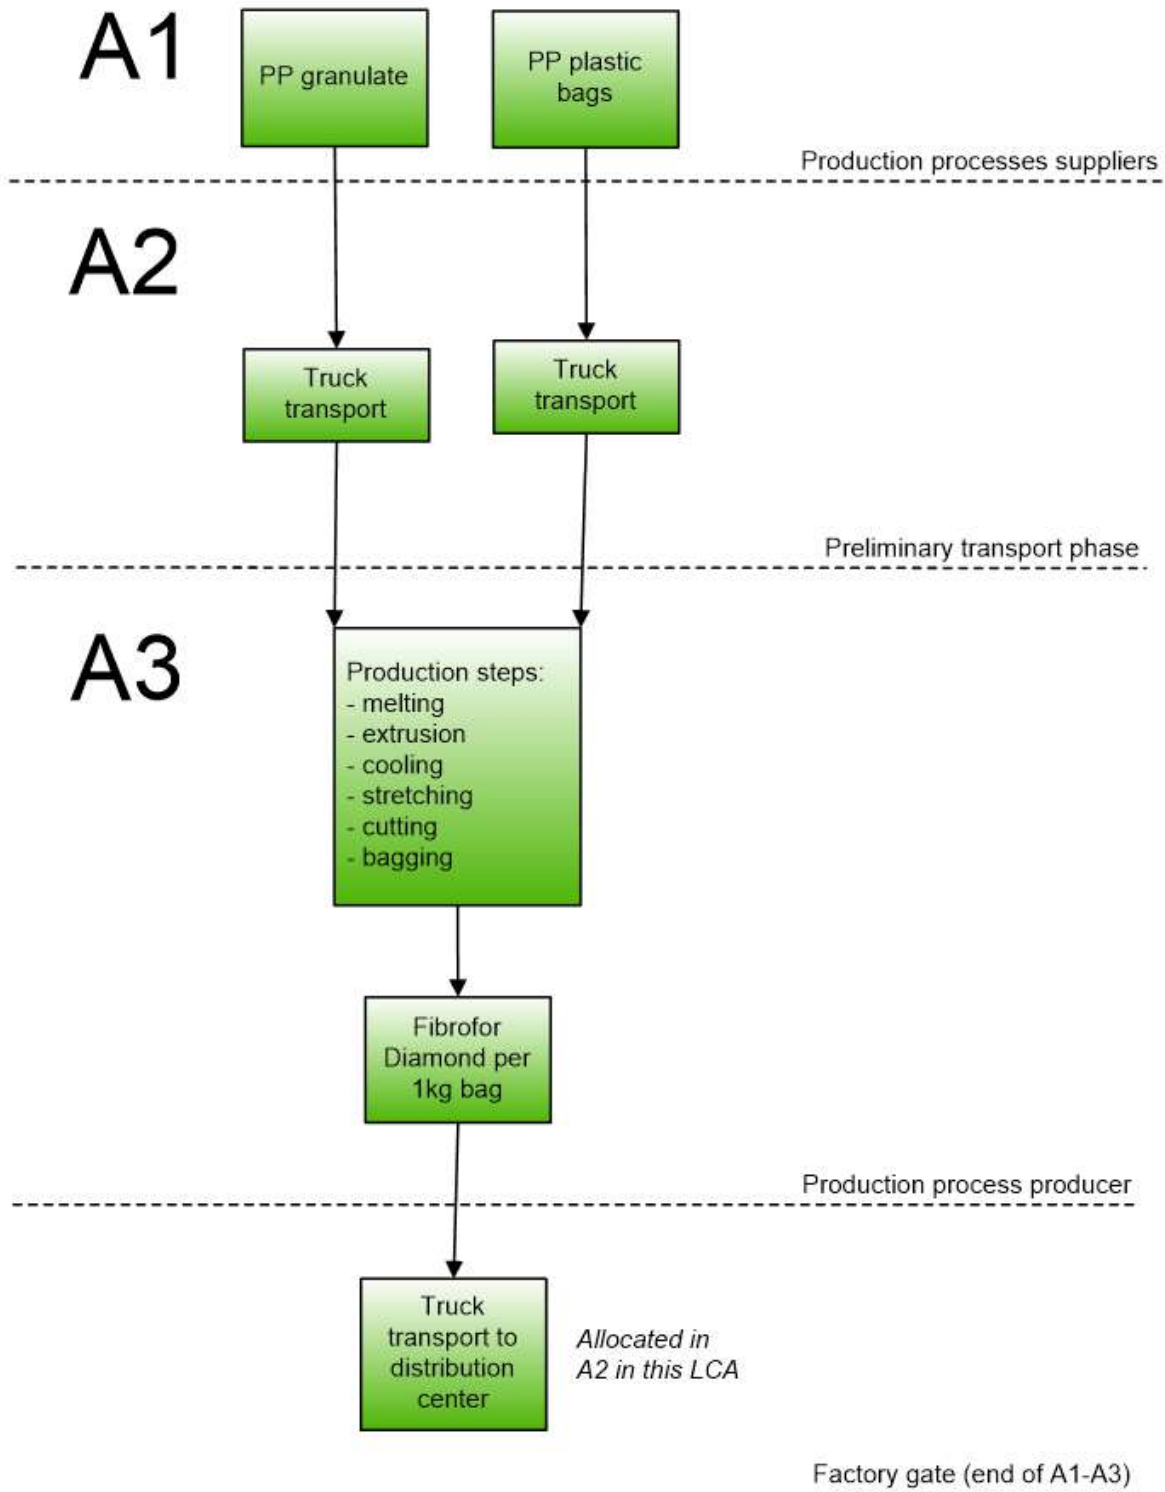 A1
PP granulate
PP plastic
bags
Production processes suppliers
A2
Truck
transport
Truck
transport
Preliminary transport phase
A3
Production steps:
- melting
- extrusion
- cooling
- stretching
- cutting
- bagging
Fibrofor
Diamond per
1kg bag
Production process producer
Truck
transport to
distribution
center
Allocated in
A2 in this LCA
Factory gate (end of A1-A3)